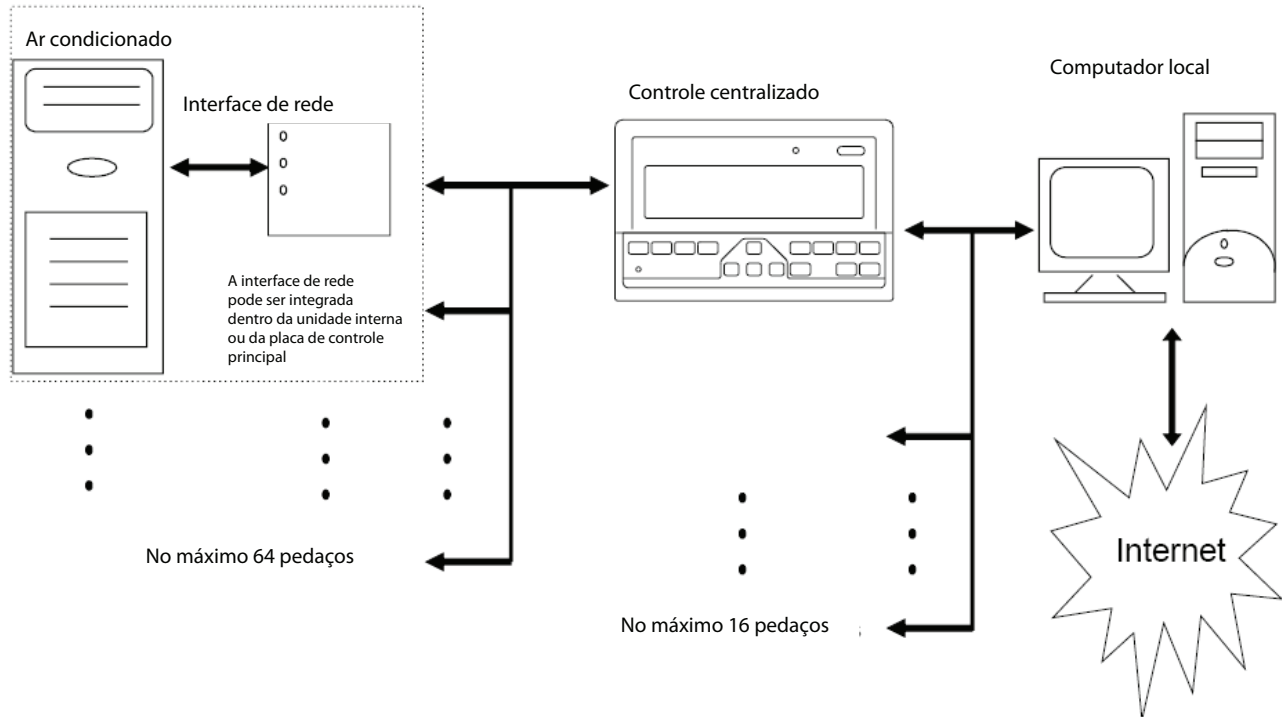 Ar condicionado
Interface de rede
A interface de rede
pode ser integrada
dentro da unidade interna
ou da placa de controle
principal
No máximo 64 pedaços
Controle centralizado
No máximo 16 pedaços ;
Computador local
Internet